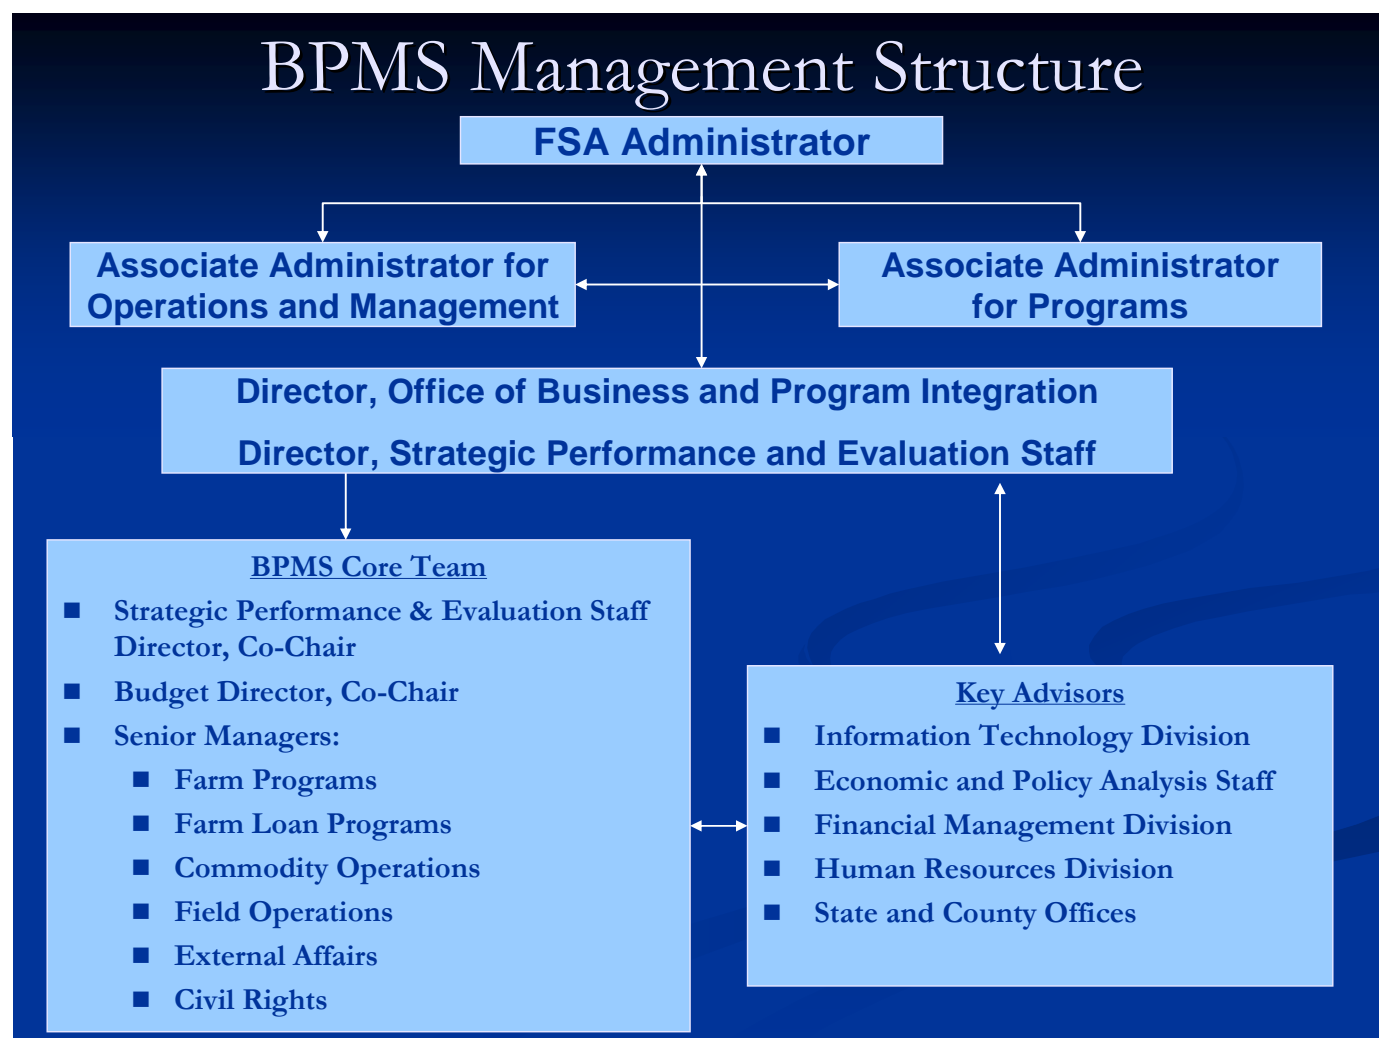 BPMS Management Structure
FSA Administrator
Associate Administrator for
Operations and Management
Associate Administrator
for Programs
Director, Office of Business and Program Integration
Director, Strategic Performance and Evaluation Staff
BPMS Core Team
■ Strategic Performance & Evaluation Staff
Director, Co-Chair
■ Budget Director, Co-Chair
■ Senior Managers:
■ Farm Programs
■ Farm Loan Programs
■ Commodity Operations
■ Field Operations
■ External Affairs
■ Civil Rights
Key Advisors
■ Information Technology Division
■ Economic and Policy Analysis Staff
■ Financial Management Division
■ Human Resources Division
■ State and County Offices